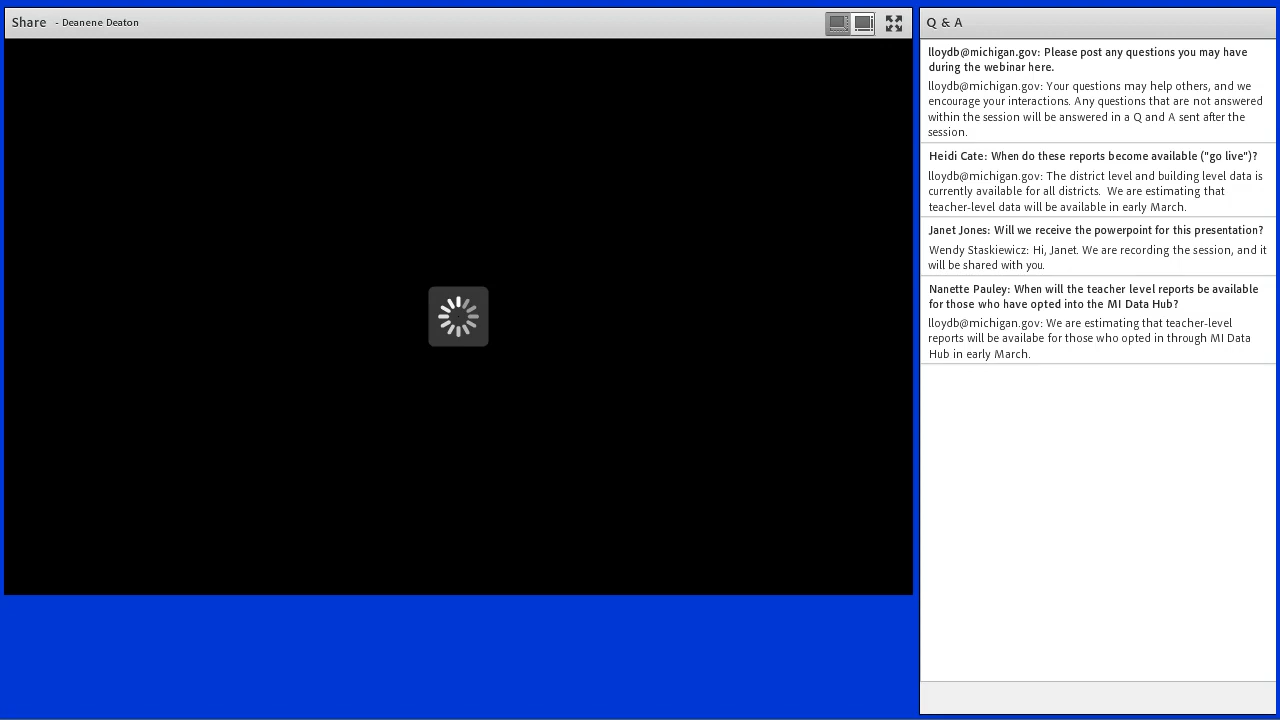 Share - Deanene Deaton
Q & A
lloydb@michigan.gov: Please post any questions you may have
during the webinar here.
lloydb@michigan.gov: Your questions may help others, and we
encourage your interactions. Any questions that are not answered
within the session will be answered in a Q and A sent after the
session.
Heidi Cate: When do these reports become available ("go live")?
lloydb@michigan.gov: The district level and building level data is
currently available for all districts.  We are estimating that
teacher-level data will be available in early March.
Janet Jones: Will we receive the powerpoint for this presentation?
Wendy Staskiewicz: Hi, Janet. We are recording the session, and it
will be shared with you.
Nanette Pauley: When will the teacher level reports be available
for those who have opted into the MI Data Hub?
lloydb@michigan.gov: We are estimating that teacher-level
reports will be availabe for those who opted in through MI Data
Hub in early March.